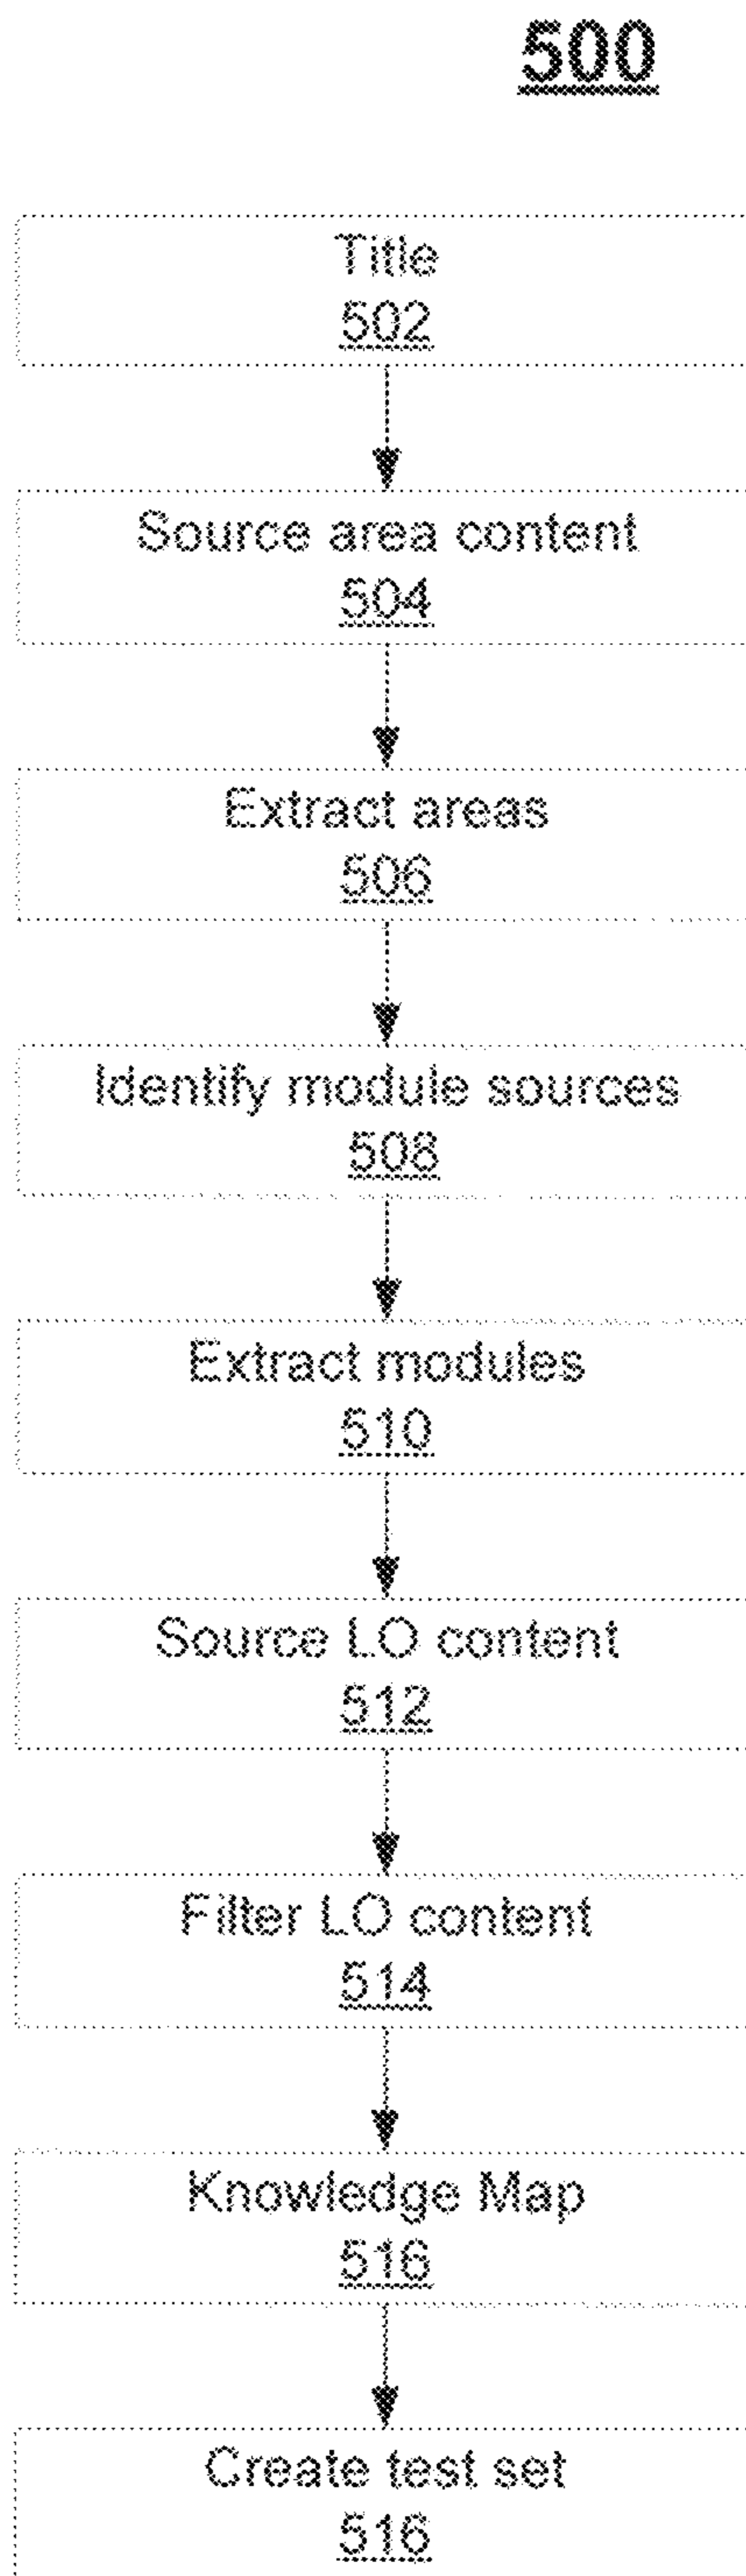 500
Title
502
Source area content
504
Extract areas
506
Identify module sources
508
Extract modules
510
Source LO content
512
Filter LO content
514
Knowledge Map
516
Create test set
516